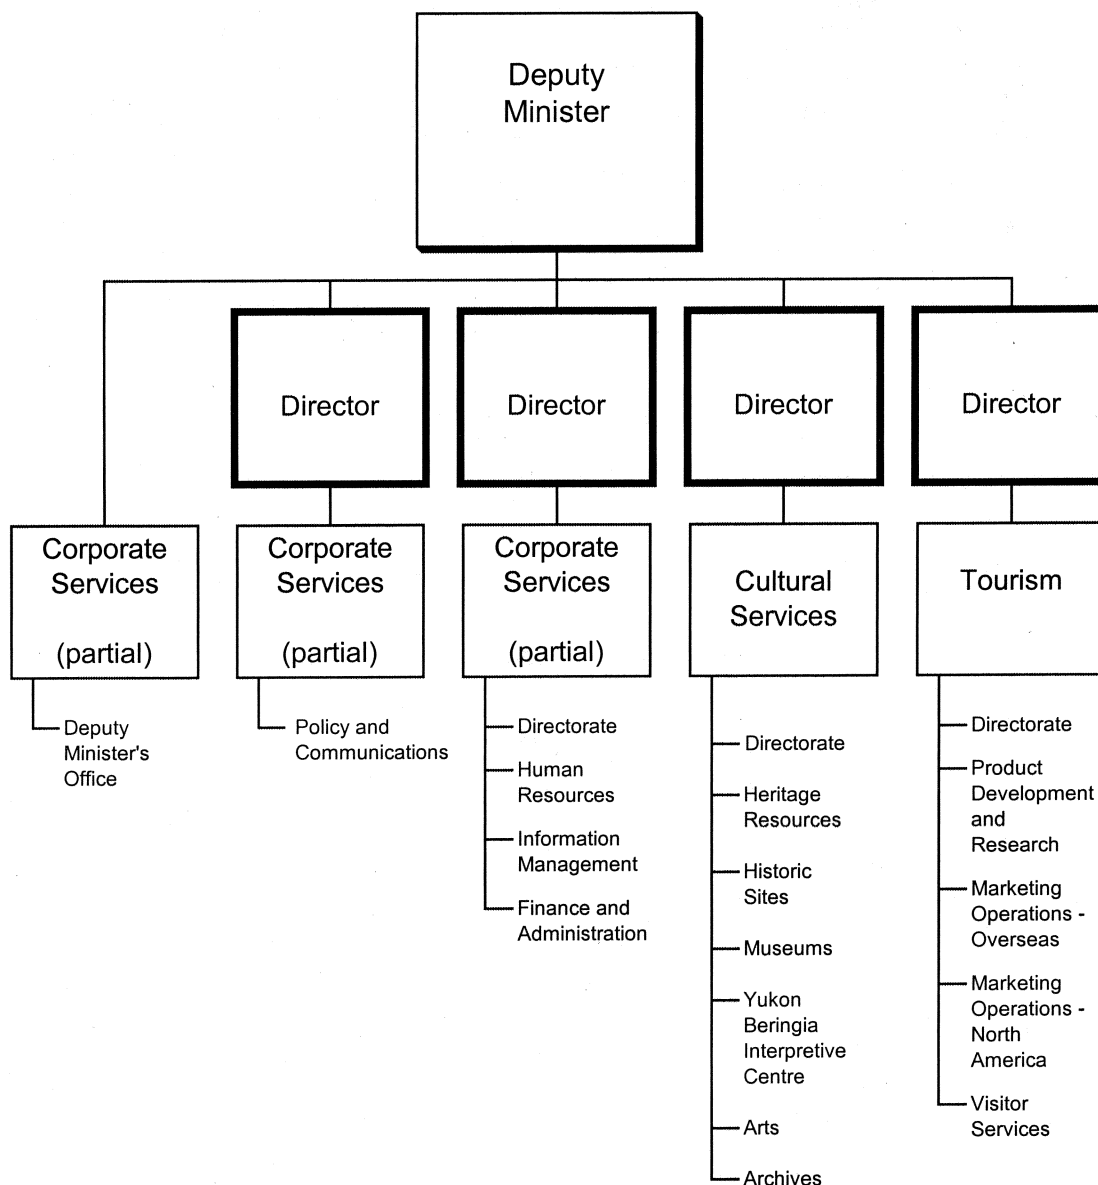 Deputy
Minister
Director
Director
Director
Director
Corporate
Services
(partial)
Corporate
Services
(partial)
Corporate
Services
(partial)
Cultural
Services
Tourism
Deputy
Minister's
Office
Policy and
Communications
Directorate
Human
Resources
Information
Management
Finance and
Administration
Directorate
Heritage
Resources
Historic
Sites
Museums
Yukon
Beringia
Interpretive
Centre
Arts
Archives
Directorate
Product
Development
and
Research
Marketing
Operations -
Overseas
Marketing
Operations -
North
America
Visitor
Services